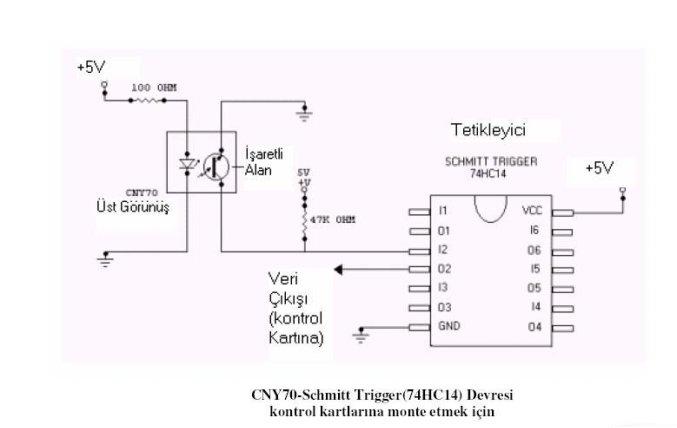 +5V
100 OHM
İşaretli
Alan
CNY70
Üst Görünüş
5V
+V
47K OHM
Tetikleyici
SCHMITT TRIGGER
74HC14
+5V
I1
O1
I2
O2
I3
O3
GND
VCC
I6
O6
I5
O5
I4
O4
Veri
Çıkışı
(kontrol
Kartına)
CNY70-Schmitt Trigger(74HC14) Devresi
kontrol kartlarına monte etmek için